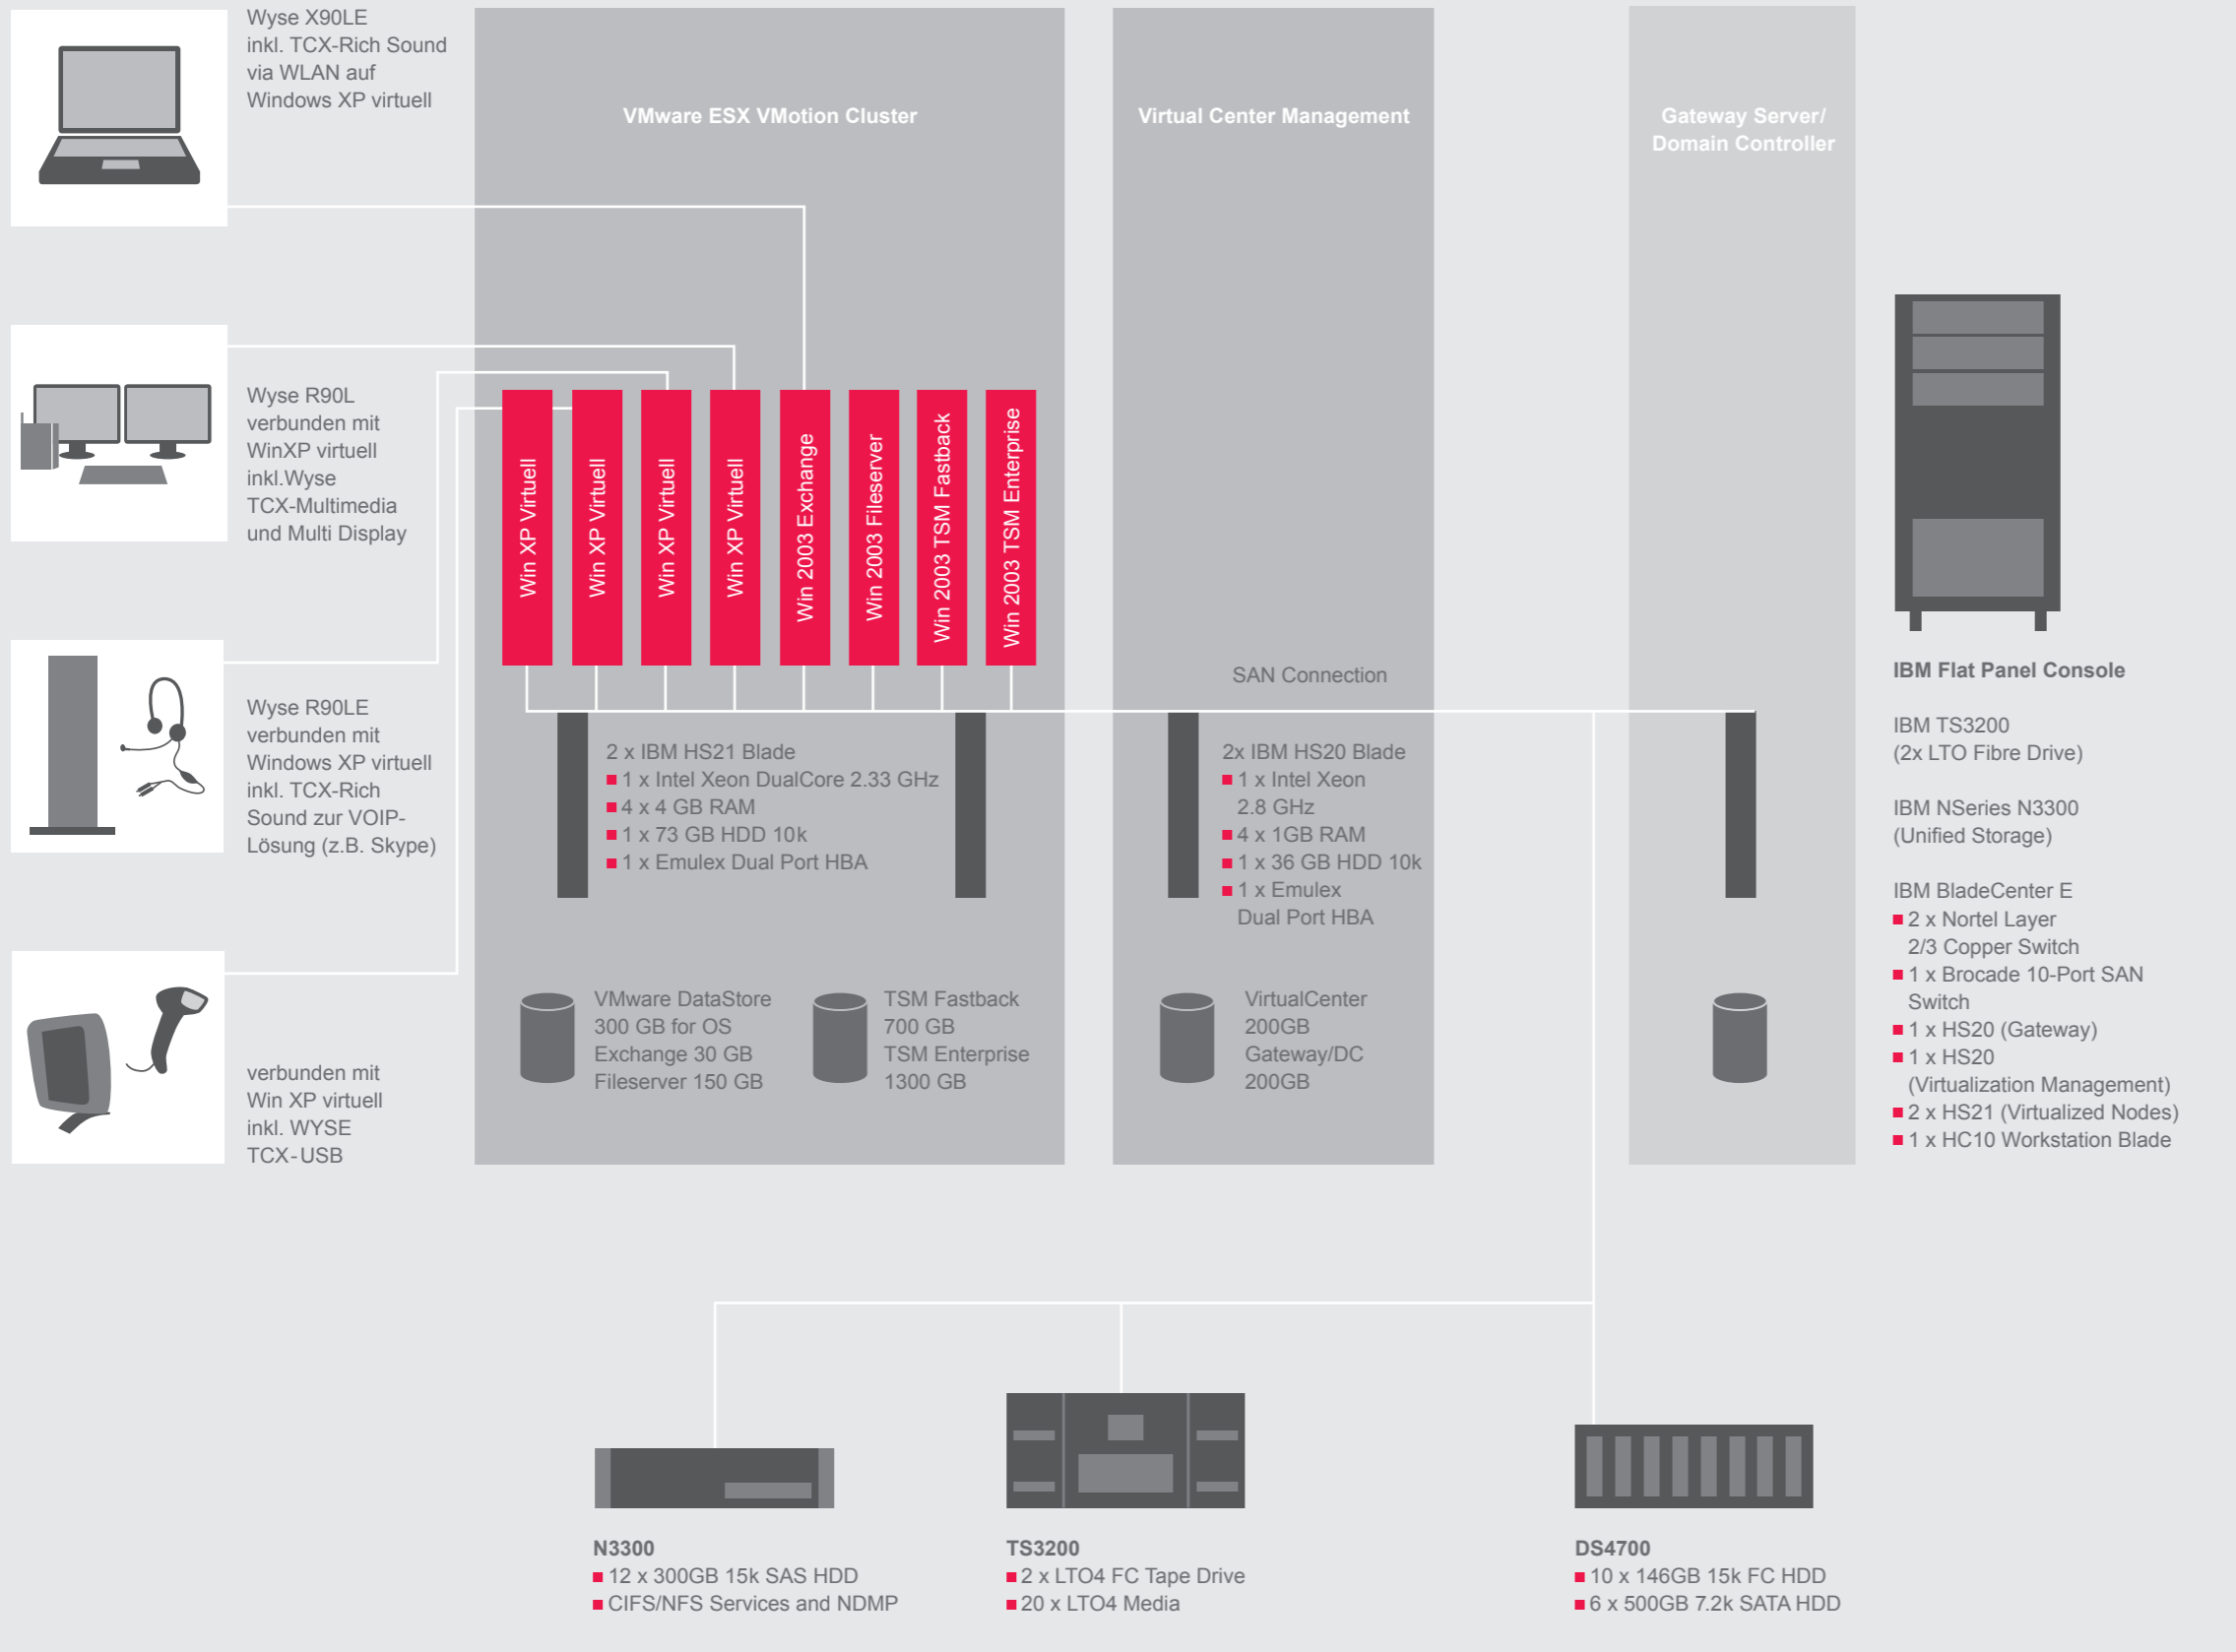 Wyse X90LE
inkl. TCX-Rich Sound
via WLAN auf
Windows XP virtuell
VMware ESX VMotion Cluster
Virtual Center Management
Gateway Server/
Domain Controller
Wyse R90L
verbunden mit
WinXP virtuell
inkl.Wyse
TCX-Multimedia
und Multi Display
Win XP Virtuell
Win XP Virtuell
Win XP Virtuell
Win XP Virtuell
Win 2003 Exchange
Win 2003 Fileserver
Win 2003 TSM Fastback
Win 2003 TSM Enterprise
SAN Connection
Wyse R90LE
verbunden mit
Windows XP virtuell
inkl. TCX-Rich
Sound zur VOIP-
Lösung (z.B. Skype)
2 x IBM HS21 Blade
1 x Intel Xeon DualCore 2.33 GHz
4 x 4 GB RAM
1 x 73 GB HDD 10k
1 x Emulex Dual Port HBA
2x IBM HS20 Blade
1 x Intel Xeon
2.8 GHz
4 x 1GB RAM
1 x 36 GB HDD 10k
1 x Emulex
Dual Port HBA
IBM Flat Panel Console
IBM TS3200
(2x LTO Fibre Drive)
IBM NSeries N3300
(Unified Storage)
IBM BladeCenter E
2 x Nortel Layer
2/3 Copper Switch
1 x Brocade 10-Port SAN
Switch
1 x HS20 (Gateway)
1 x HS20
(Virtualization Management)
2 x HS21 (Virtualized Nodes)
1 x HC10 Workstation Blade
verbunden mit
Win XP virtuell
inkl. WYSE
TCX-USB
VMware DataStore
300 GB for OS
Exchange 30 GB
Fileserver 150 GB
TSM Fastback
700 GB
TSM Enterprise
1300 GB
VirtualCenter
200GB
Gateway/DC
200GB
N3300
12 x 300GB 15k SAS HDD
CIFS/NFS Services and NDMP
TS3200
2 x LTO4 FC Tape Drive
20 x LTO4 Media
DS4700
10 x 146GB 15k FC HDD
6 x 500GB 7.2k SATA HDD